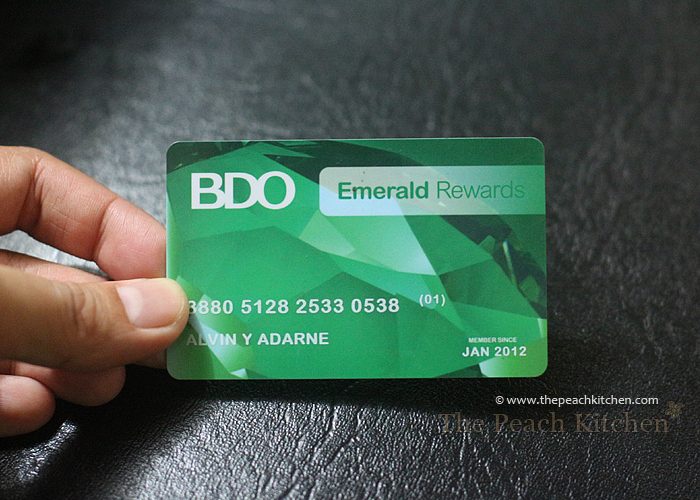 BDO Emerald Rewards
8880 5128 2533 0538 (01)
ALVIN Y ADARNE
MEMBER SINCE
JAN 2012
© www.thepeachkitchen.com
The Peach Kitchen